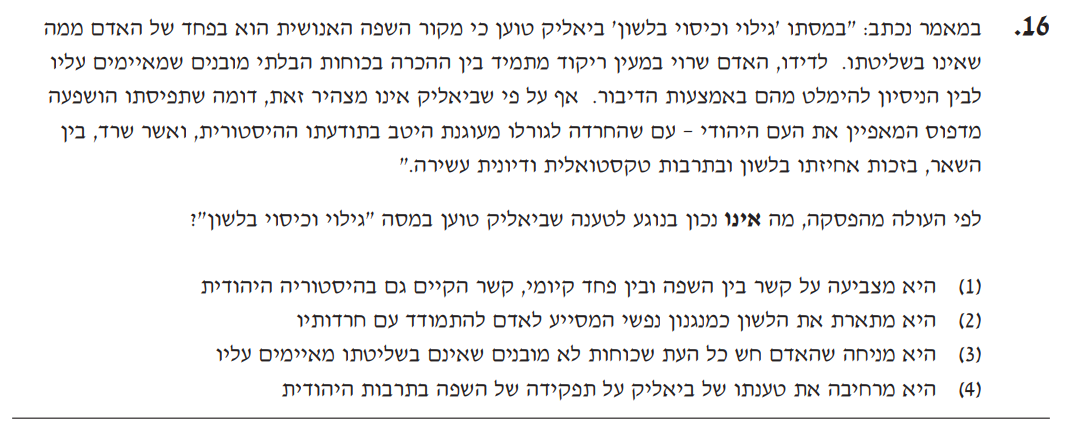 16. במאמר נכתב: "במסתו 'גילוי וכיסוי בלשון' ביאליק טוען כי מקור השפה האנושית הוא בפחד של האדם ממה
שאינו בשליטתו. לדידו, האדם שרוי במעין ריקוד מתמיד בין ההכרה בכוחות הבלתי מובנים שמאיימים עליו
לבין הניסיון להימלט מהם באמצעות הדיבור. אף על פי שביאליק אינו מצהיר זאת, דומה שתפיסתו הושפעה
מדפוס המאפיין את העם היהודי – עם שהחרדה לגורלו מעוגנת היטב בתודעתו ההיסטורית, ואשר שרד, בין
השאר, בזכות אחיזתו בלשון ובתרבות טקסטואלית ודיונית עשירה."
לפי העולה מהפסקה, מה אינו נכון בנוגע לטענה שביאליק טוען במסה "גילוי וכיסוי בלשון"?
(1) היא מצביעה על קשר בין השפה ובין פחד קיומי, קשר הקיים גם בהיסטוריה היהודית
(2) היא מתארת את הלשון כמנגנון נפשי המסייע לאדם להתמודד עם חרדותיו
(3) היא מניחה שהאדם חש כל העת שכוחות לא מובנים שאינם בשליטתו מאיימים עליו
(4) היא מרחיבה את טענתו של ביאליק על תפקידה של השפה בתרבות היהודית